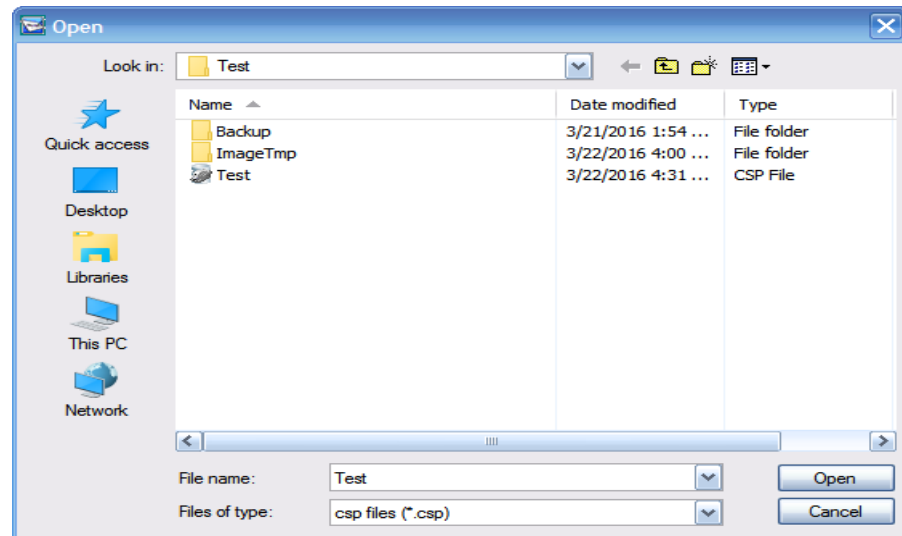 Open
Look in: Test
Name Date modified Type
Backup 3/21/2016 1:54 ... File folder
ImageTmp 3/22/2016 4:00 ... File folder
Test 3/22/2016 4:31 ... CSP File
Quick access
Desktop
Libraries
This PC
Network
File name: Test Open
Files of type: csp files (*.csp) Cancel